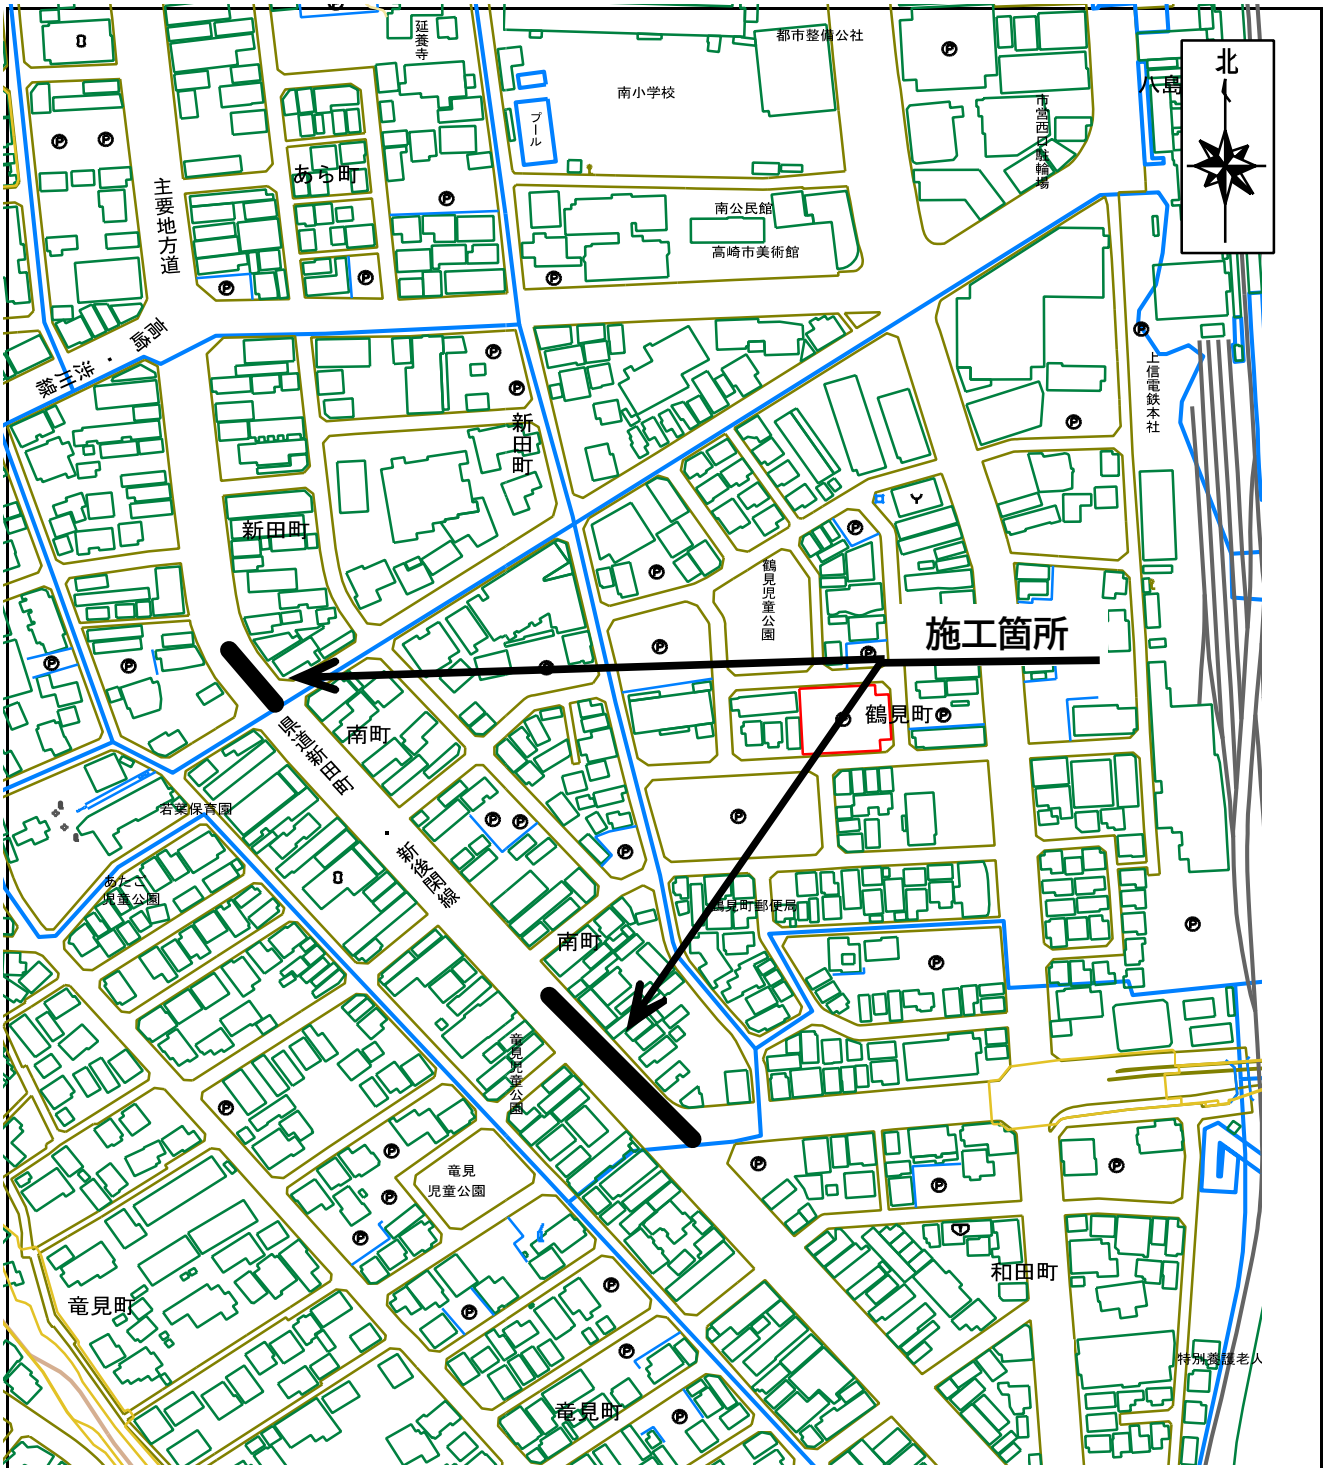 延養寺
都市整備公社
北
八島
南小学校
プール
市営西口駐輪場
あら町
主要地方道
南公民館
高崎市美術館
高崎・渋川線
上信電鉄本社
新田町
新田町
鶴見児童公園
施工箇所
鶴見町
南町
県道新田町・新後閑線
若葉保育園
あたご
児童公園
鶴見町郵便局
南町
竜見児童公園
竜見
児童公園
和田町
竜見町
特別養護老人
竜見町